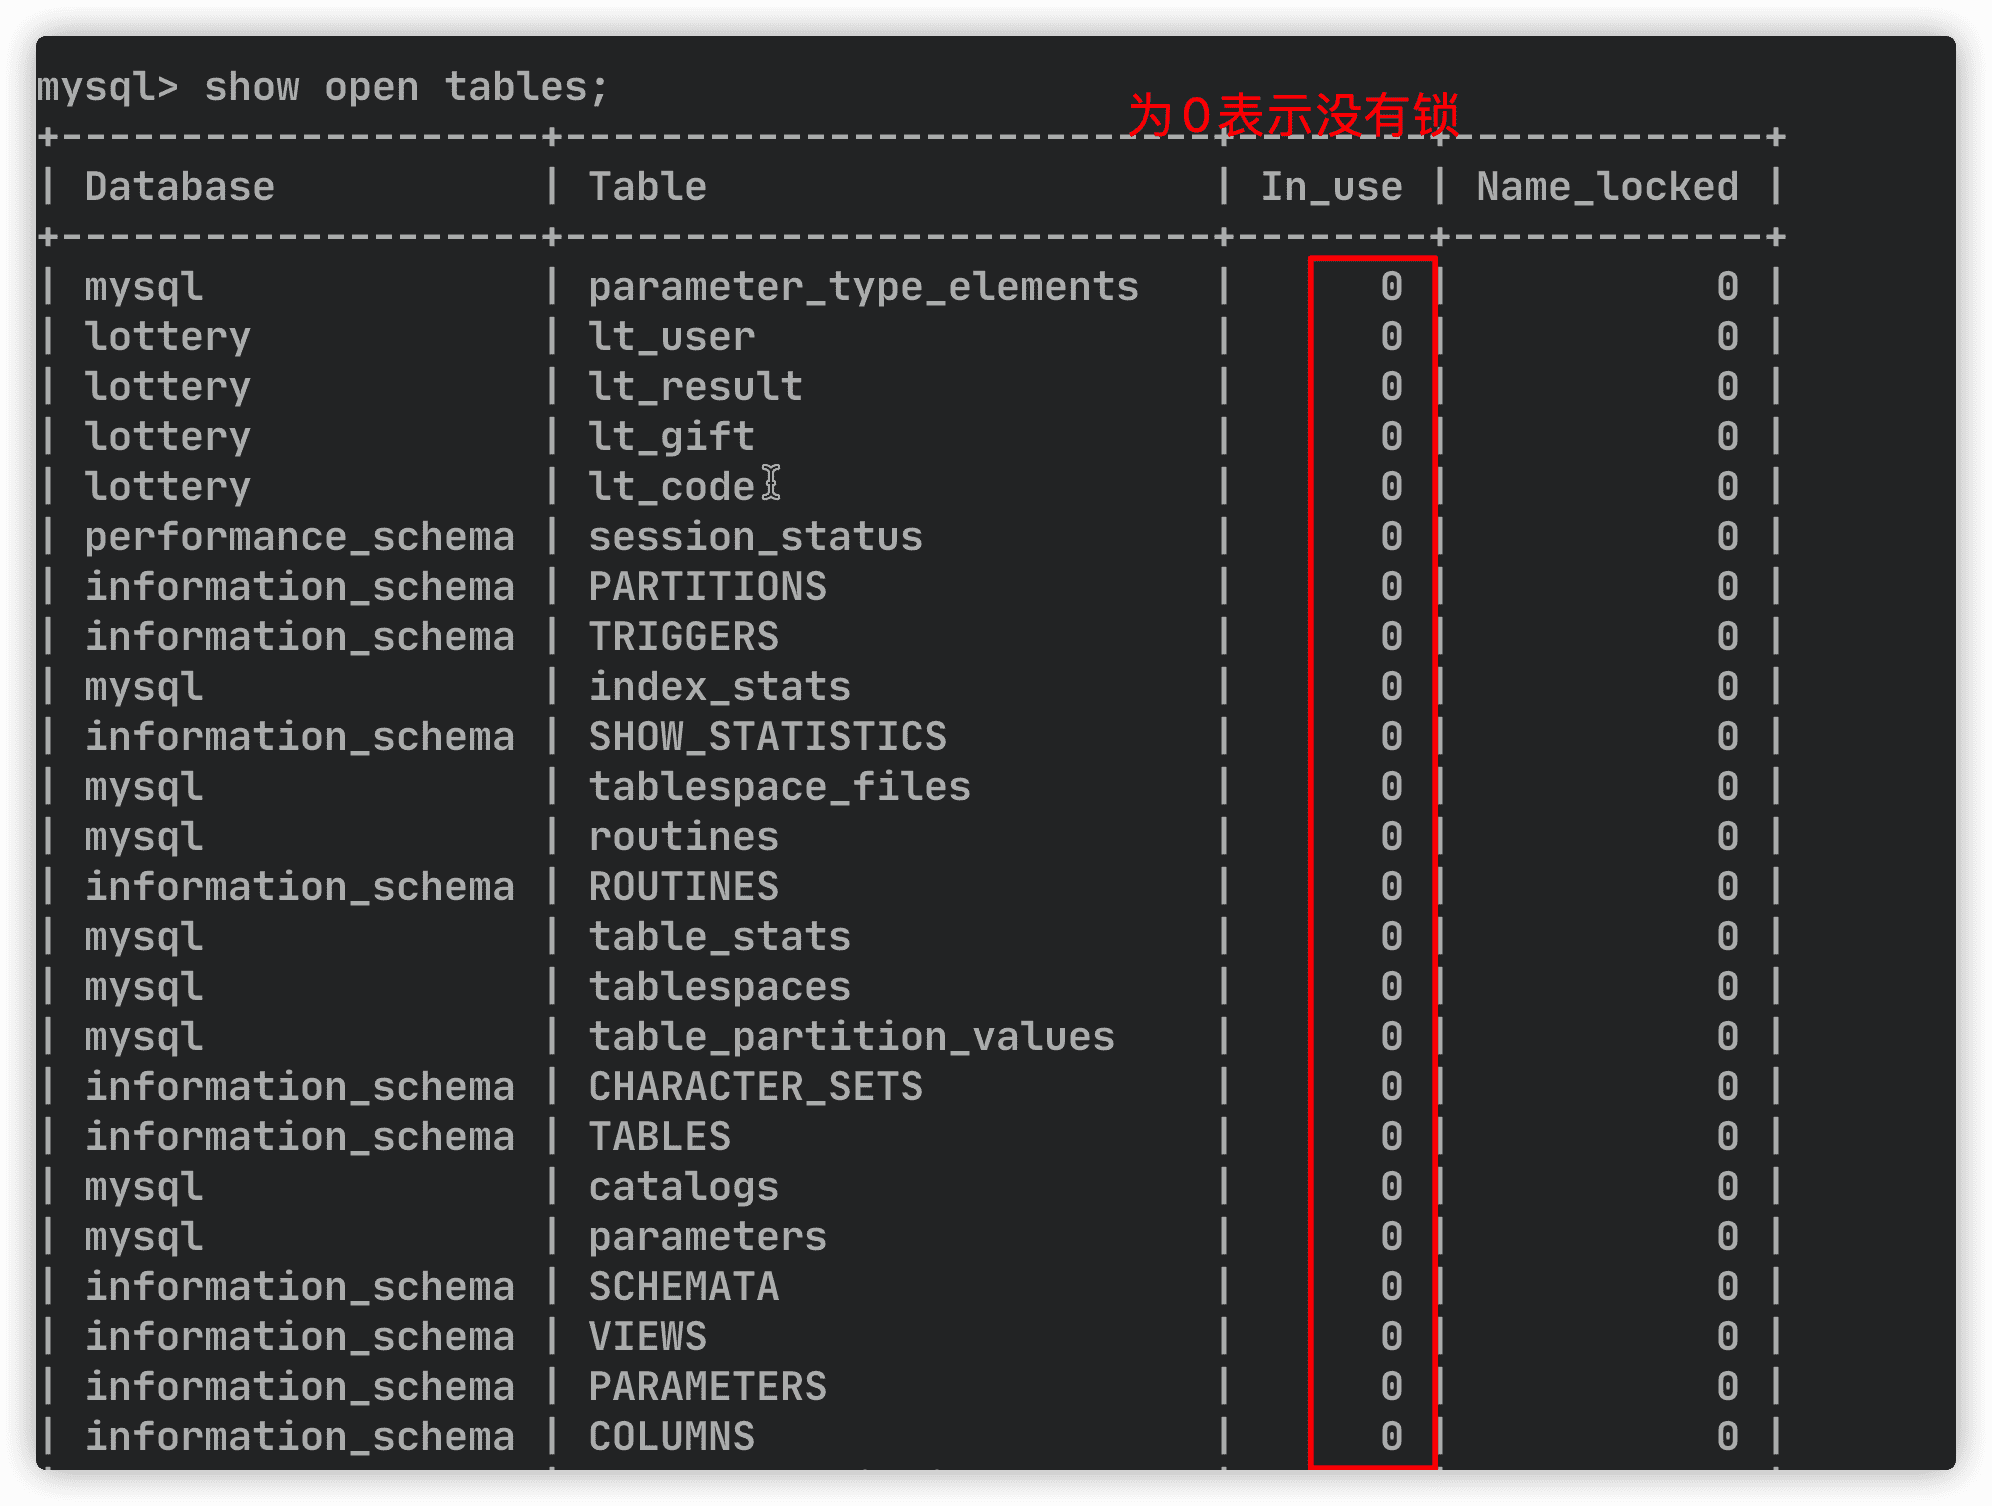 mysql> show open tables;
为0表示没有锁
+---------------------+---------------------------+--------+-------------+
| Database            | Table                     | In_use | Name_locked |
+---------------------+---------------------------+--------+-------------+
| mysql               | parameter_type_elements   |      0 |           0 |
| lottery             | lt_user                   |      0 |           0 |
| lottery             | lt_result                 |      0 |           0 |
| lottery             | lt_gift                   |      0 |           0 |
| lottery             | lt_code                   |      0 |           0 |
| performance_schema | session_status            |      0 |           0 |
| information_schema | PARTITIONS                |      0 |           0 |
| information_schema | TRIGGERS                  |      0 |           0 |
| mysql               | index_stats               |      0 |           0 |
| information_schema | SHOW_STATISTICS           |      0 |           0 |
| mysql               | tablespace_files          |      0 |           0 |
| mysql               | routines                  |      0 |           0 |
| information_schema | ROUTINES                  |      0 |           0 |
| mysql               | table_stats               |      0 |           0 |
| mysql               | tablespaces               |      0 |           0 |
| mysql               | table_partition_values    |      0 |           0 |
| information_schema | CHARACTER_SETS            |      0 |           0 |
| information_schema | TABLES                    |      0 |           0 |
| mysql               | catalogs                  |      0 |           0 |
| mysql               | parameters                |      0 |           0 |
| information_schema | SCHEMATA                  |      0 |           0 |
| information_schema | VIEWS                     |      0 |           0 |
| information_schema | PARAMETERS                |      0 |           0 |
| information_schema | COLUMNS                   |      0 |           0 |